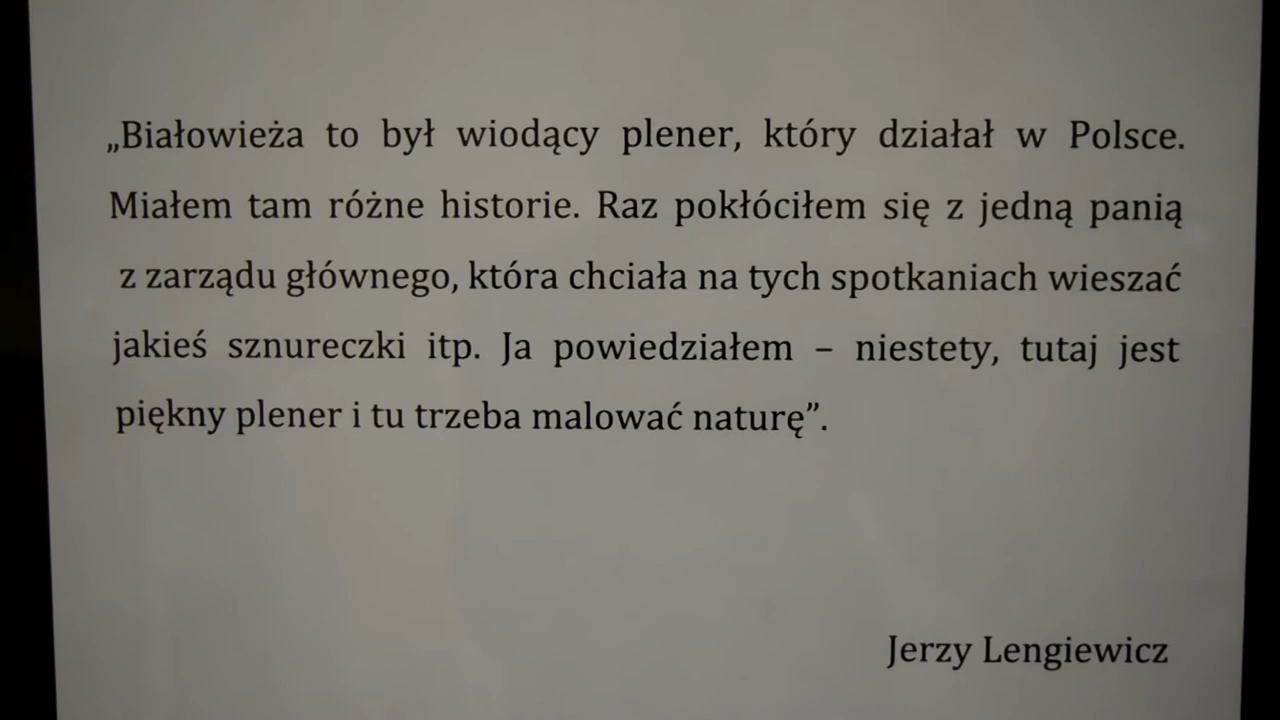 „Białowieża to był wiodący plener, który działał w Polsce.
Miałem tam różne historie. Raz pokłóciłem się z jedną panią
z zarządu głównego, która chciała na tych spotkaniach wieszać
jakieś sznureczki itp. Ja powiedziałem – niestety, tutaj jest
piękny plener i tu trzeba malować naturę”.
Jerzy Lengiewicz